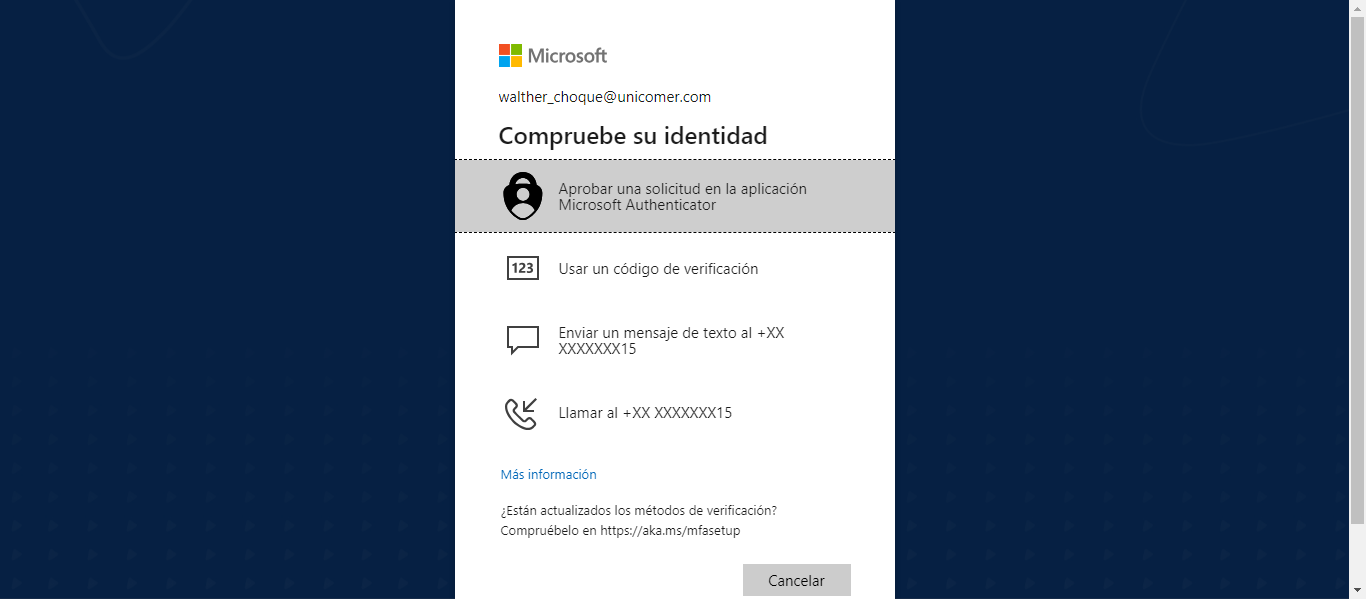 Microsoft
walther_choque@unicomer.com
Compruebe su identidad
Aprobar una solicitud en la aplicación
Microsoft Authenticator
123
Usar un código de verificación
Enviar un mensaje de texto al +XX
XXXXXXX15
Llamar al +XX XXXXXXX15
Más información
¿Están actualizados los métodos de verificación?
Compruébelo en https://aka.ms/mfasetup
Cancelar